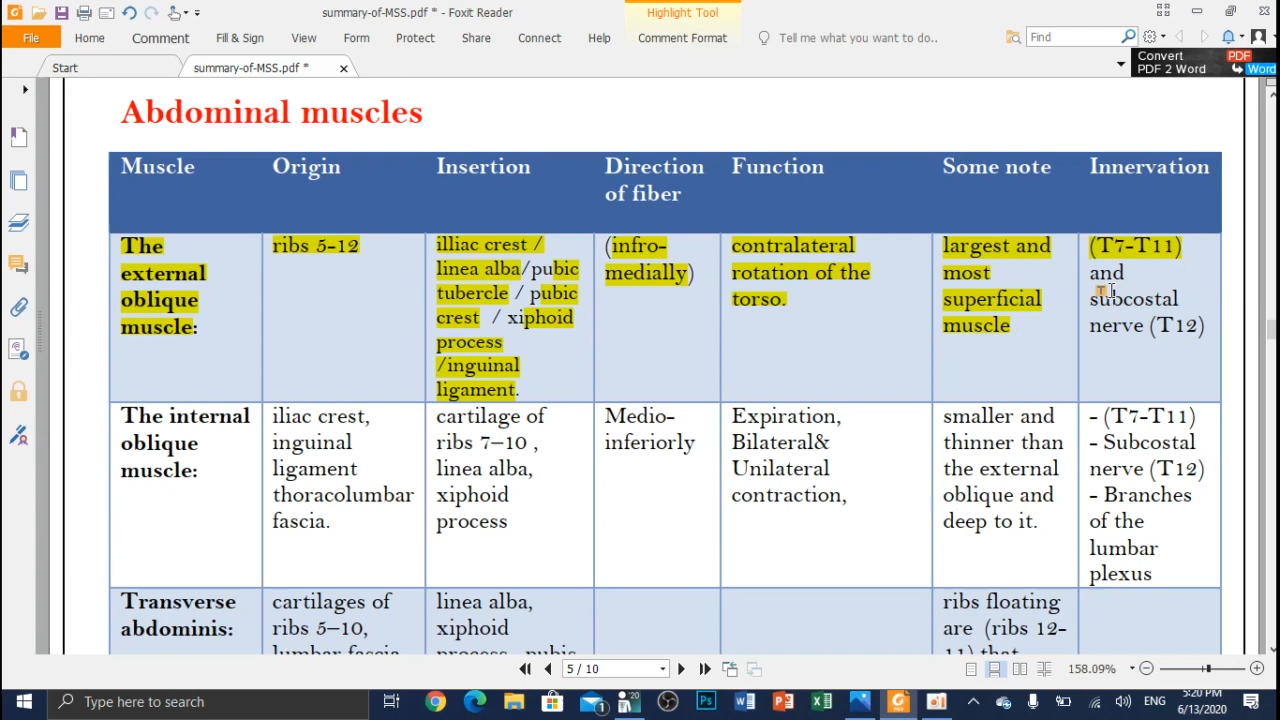 summary-of-MSS.pdf * - Foxit Reader
Highlight Tool
File
Home
Comment
Fill & Sign
View
Form
Protect
Share
Connect
Help
Comment Format
Tell me what you want to do..
Find
Start
summary-of-MSS.pdf *
Convert PDF
PDF 2 Word Word
Abdominal muscles
Muscle
Origin
Insertion
Direction
of fiber
Function
Some note
Innervation
The
external
oblique
muscle:
ribs 5-12
illiac crest /
linea alba/pubic
tubercle / pubic
crest / xiphoid
process
/inguinal
ligament.
(infro-
medially)
contralateral
rotation of the
torso.
largest and
most
superficial
muscle
(T7-T11)
and
subcostal
nerve (T12)
The internal
oblique
muscle:
iliac crest,
inguinal
ligament
thoracolumbar
fascia.
cartilage of
ribs 7–10 ,
linea alba,
xiphoid
process
Medio-
inferiorly
Expiration,
Bilateral&
Unilateral
contraction,
smaller and
thinner than
the external
oblique and
deep to it.
- (T7-T11)
- Subcostal
nerve (T12)
- Branches
of the
lumbar
plexus
Transverse
abdominis:
cartilages of
ribs 5–10,
lumbar fascia
linea alba,
xiphoid
process, pubis
ribs floating
are (ribs 12-
11) that
5 / 10
158.09%
Type here to search
ENG
5:20 PM
6/13/2020